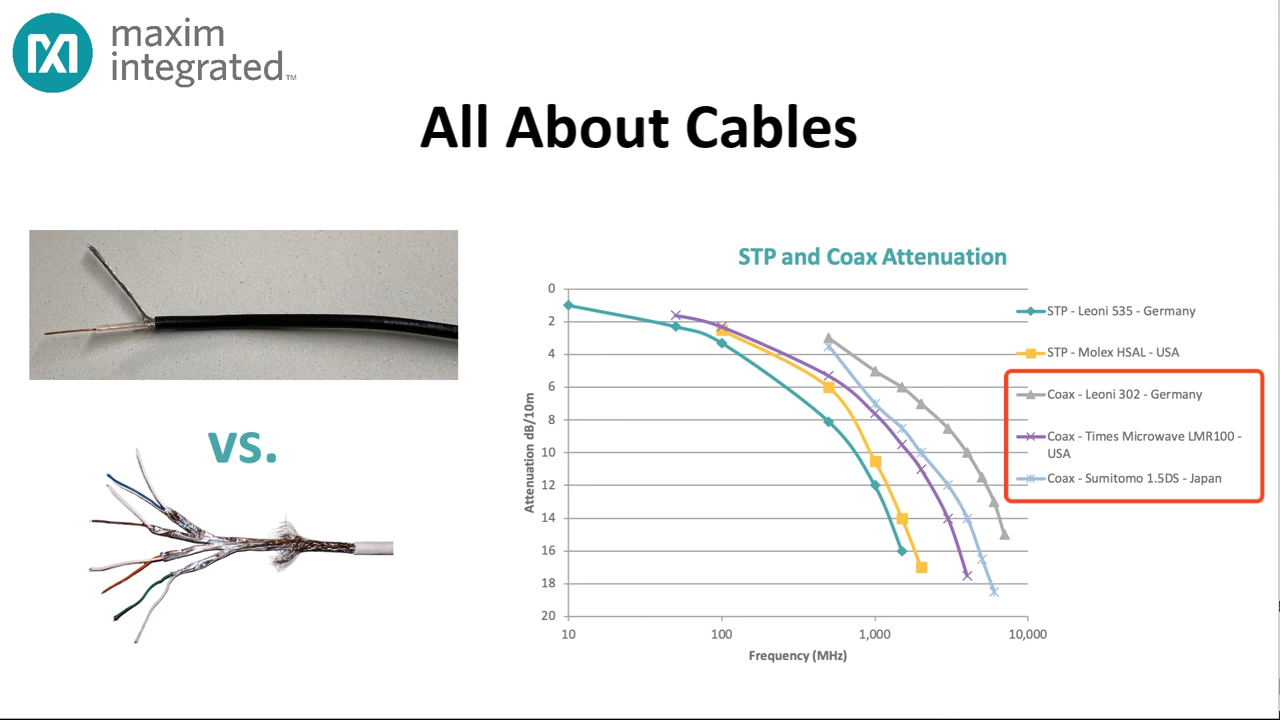 maxim
integrated™
All About Cables
vs.
STP and Coax Attenuation
Attenuation dB/10m
0
2
4
6
8
10
12
14
16
18
20
10
100
1,000
10,000
Frequency (MHz)
STP - Leoni 535 - Germany
STP - Molex HSAL - USA
Coax - Leoni 302 - Germany
Coax - Times Microwave LMR100 -
USA
Coax - Sumitomo 1.5DS - Japan